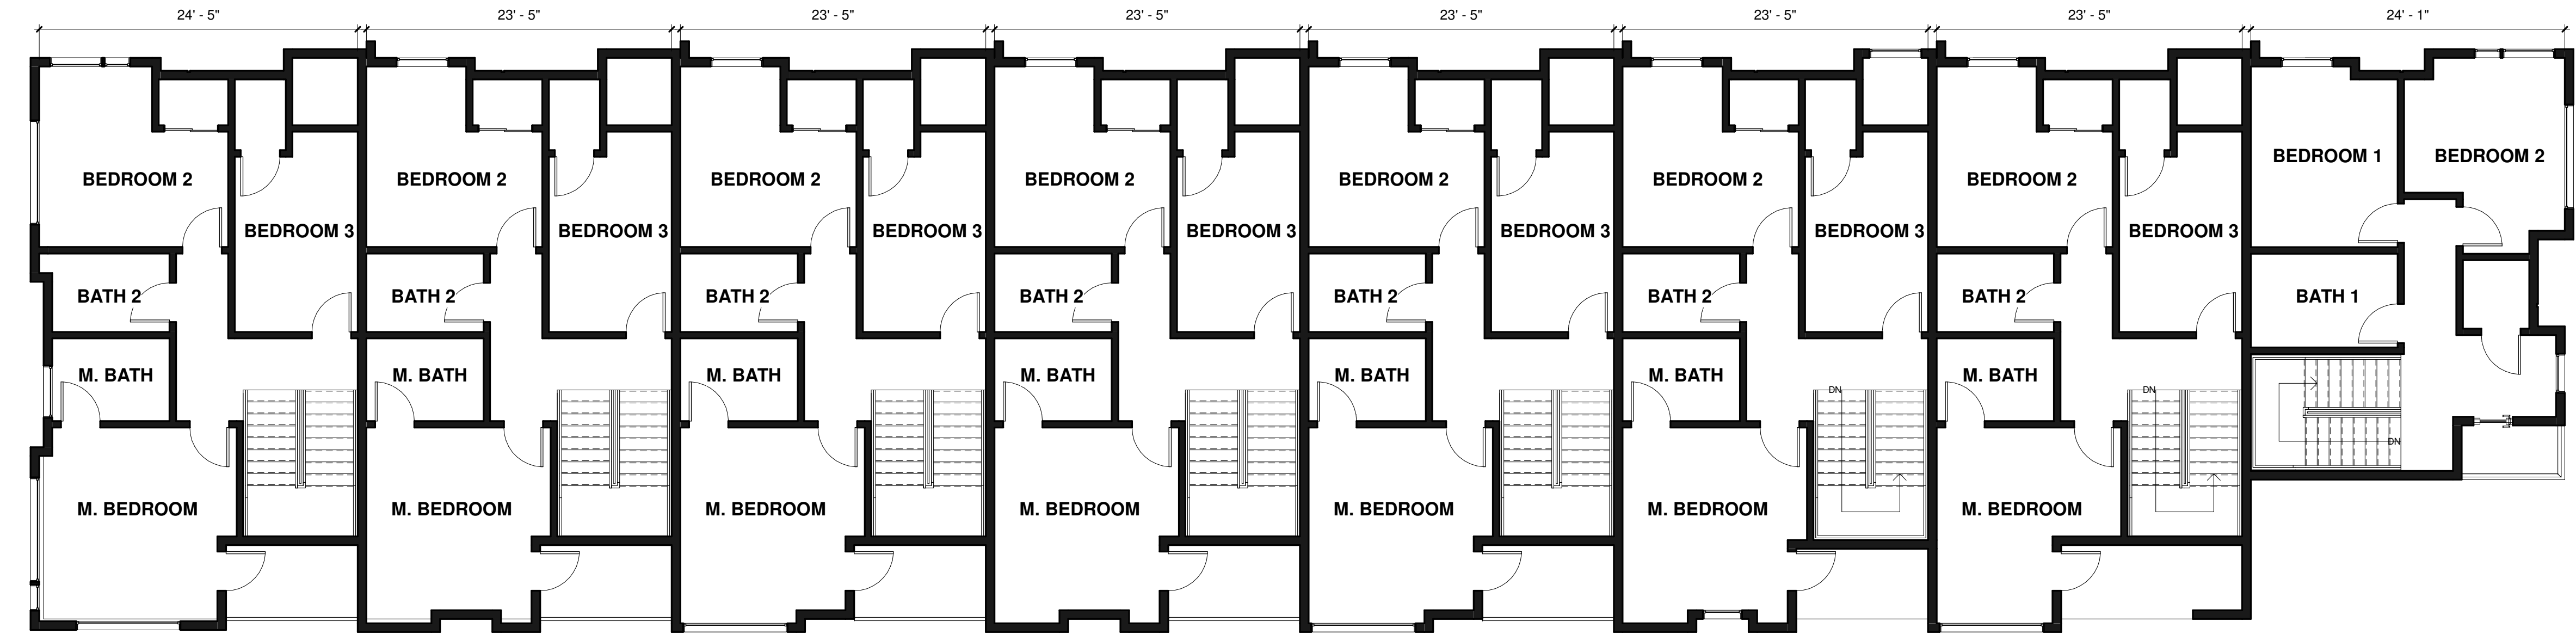 24' - 5" 23' - 5" 23' - 5" 23' - 5" 23' - 5" 23' - 5" 23' - 5" 24' - 1"
BEDROOM 1 BEDROOM 2
BEDROOM 2 BEDROOM 2 BEDROOM 2 BEDROOM 2 BEDROOM 2 BEDROOM 2 BEDROOM 2
BEDROOM 3 BEDROOM 3 BEDROOM 3 BEDROOM 3 BEDROOM 3 BEDROOM 3 BEDROOM 3
BATH 2 BATH 2 BATH 2 BATH 2 BATH 2 BATH 2 BATH 2 BATH 1
M. BATH M. BATH M. BATH M. BATH M. BATH M. BATH M. BATH
DN DN
DN
M. BEDROOM M. BEDROOM M. BEDROOM M. BEDROOM M. BEDROOM M. BEDROOM M. BEDROOM